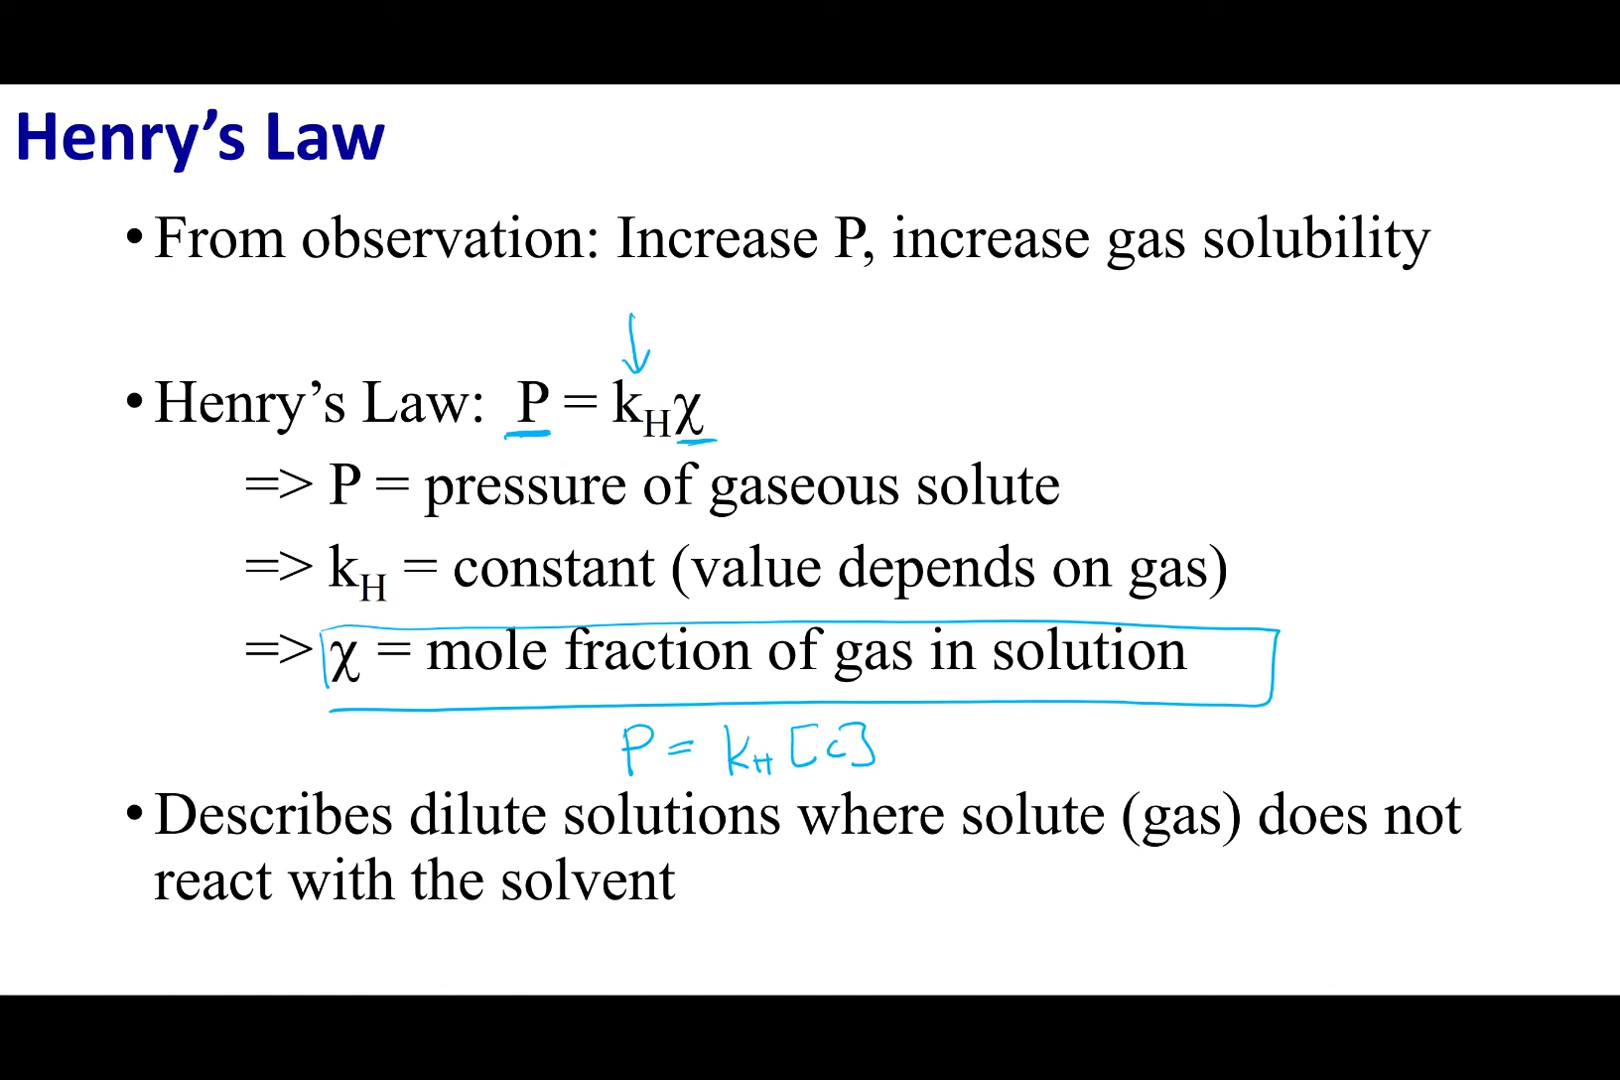 Henry’s Law
• From observation: Increase P, increase gas solubility
• Henry’s Law: P = kHχ
=> P = pressure of gaseous solute
=> kH = constant (value depends on gas)
=> χ = mole fraction of gas in solution
P = kH [c]
• Describes dilute solutions where solute (gas) does not
react with the solvent